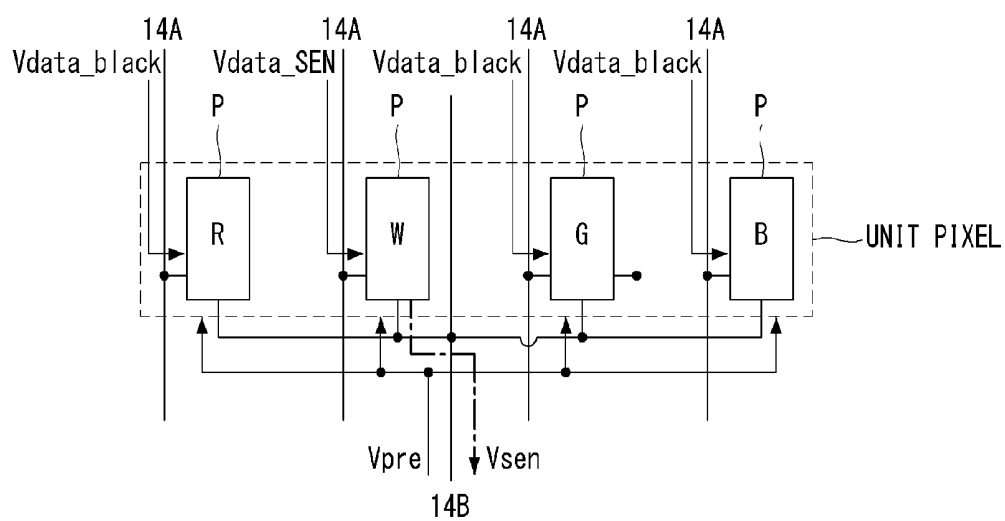 14A 14A 14A 14A
Vdata_black Vdata_SEN Vdata_black Vdata_black
P P P P
R W G B
UNIT PIXEL
Vpre Vsen
14B